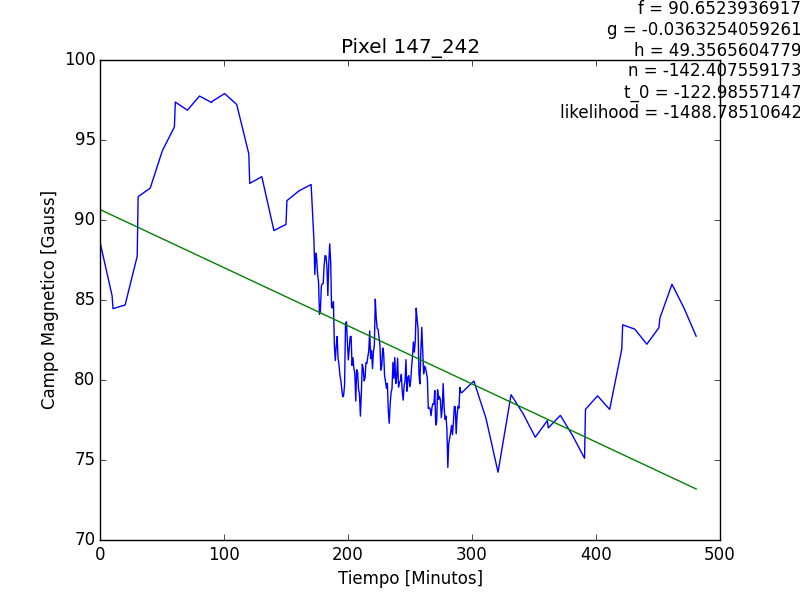 f = 90.6523936917
g = -0.0363254059261
h = 49.3565604779
n = -142.407559173
t_0 = -122.98557147
likelihood = -1488.78510642
Pixel 147_242
100
95
90
85
80
75
70
Campo Magnetico [Gauss]
0 100 200 300 400 500
Tiempo [Minutos]